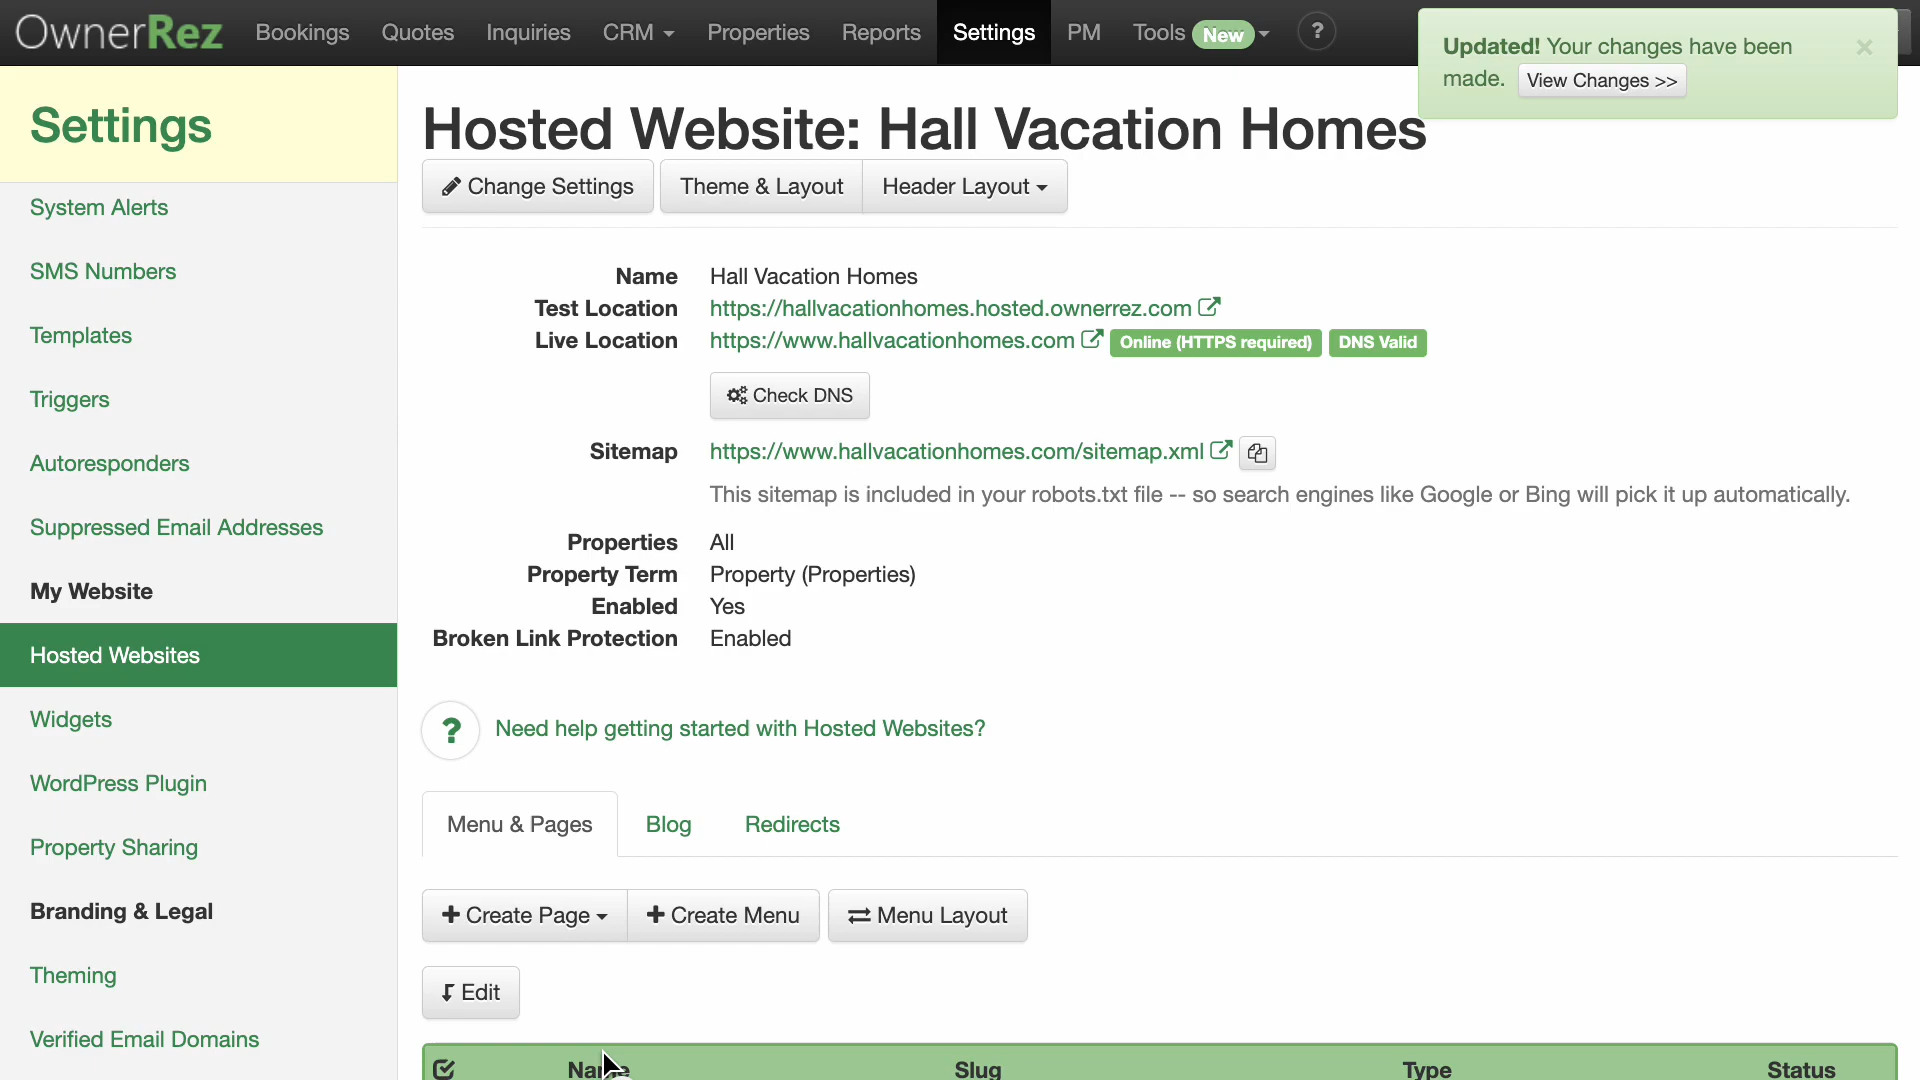 OwnerRez Bookings Quotes Inquiries CRM Properties Reports Settings PM Tools New ?
Updated! Your changes have been ×
made. View Changes >>
Settings
System Alerts
SMS Numbers
Templates
Triggers
Autoresponders
Suppressed Email Addresses
My Website
Hosted Websites
Widgets
WordPress Plugin
Property Sharing
Branding & Legal
Theming
Verified Email Domains
Hosted Website: Hall Vacation Homes
Change Settings Theme & Layout Header Layout
Name Hall Vacation Homes
Test Location https://hallvacationhomes.hosted.ownerrez.com
Live Location https://www.hallvacationhomes.com Online (HTTPS required) DNS Valid
Check DNS
Sitemap https://www.hallvacationhomes.com/sitemap.xml
This sitemap is included in your robots.txt file -- so search engines like Google or Bing will pick it up automatically.
Properties All
Property Term Property (Properties)
Enabled Yes
Broken Link Protection Enabled
? Need help getting started with Hosted Websites?
Menu & Pages Blog Redirects
Create Page Create Menu Menu Layout
Edit
Name Slug Type Status